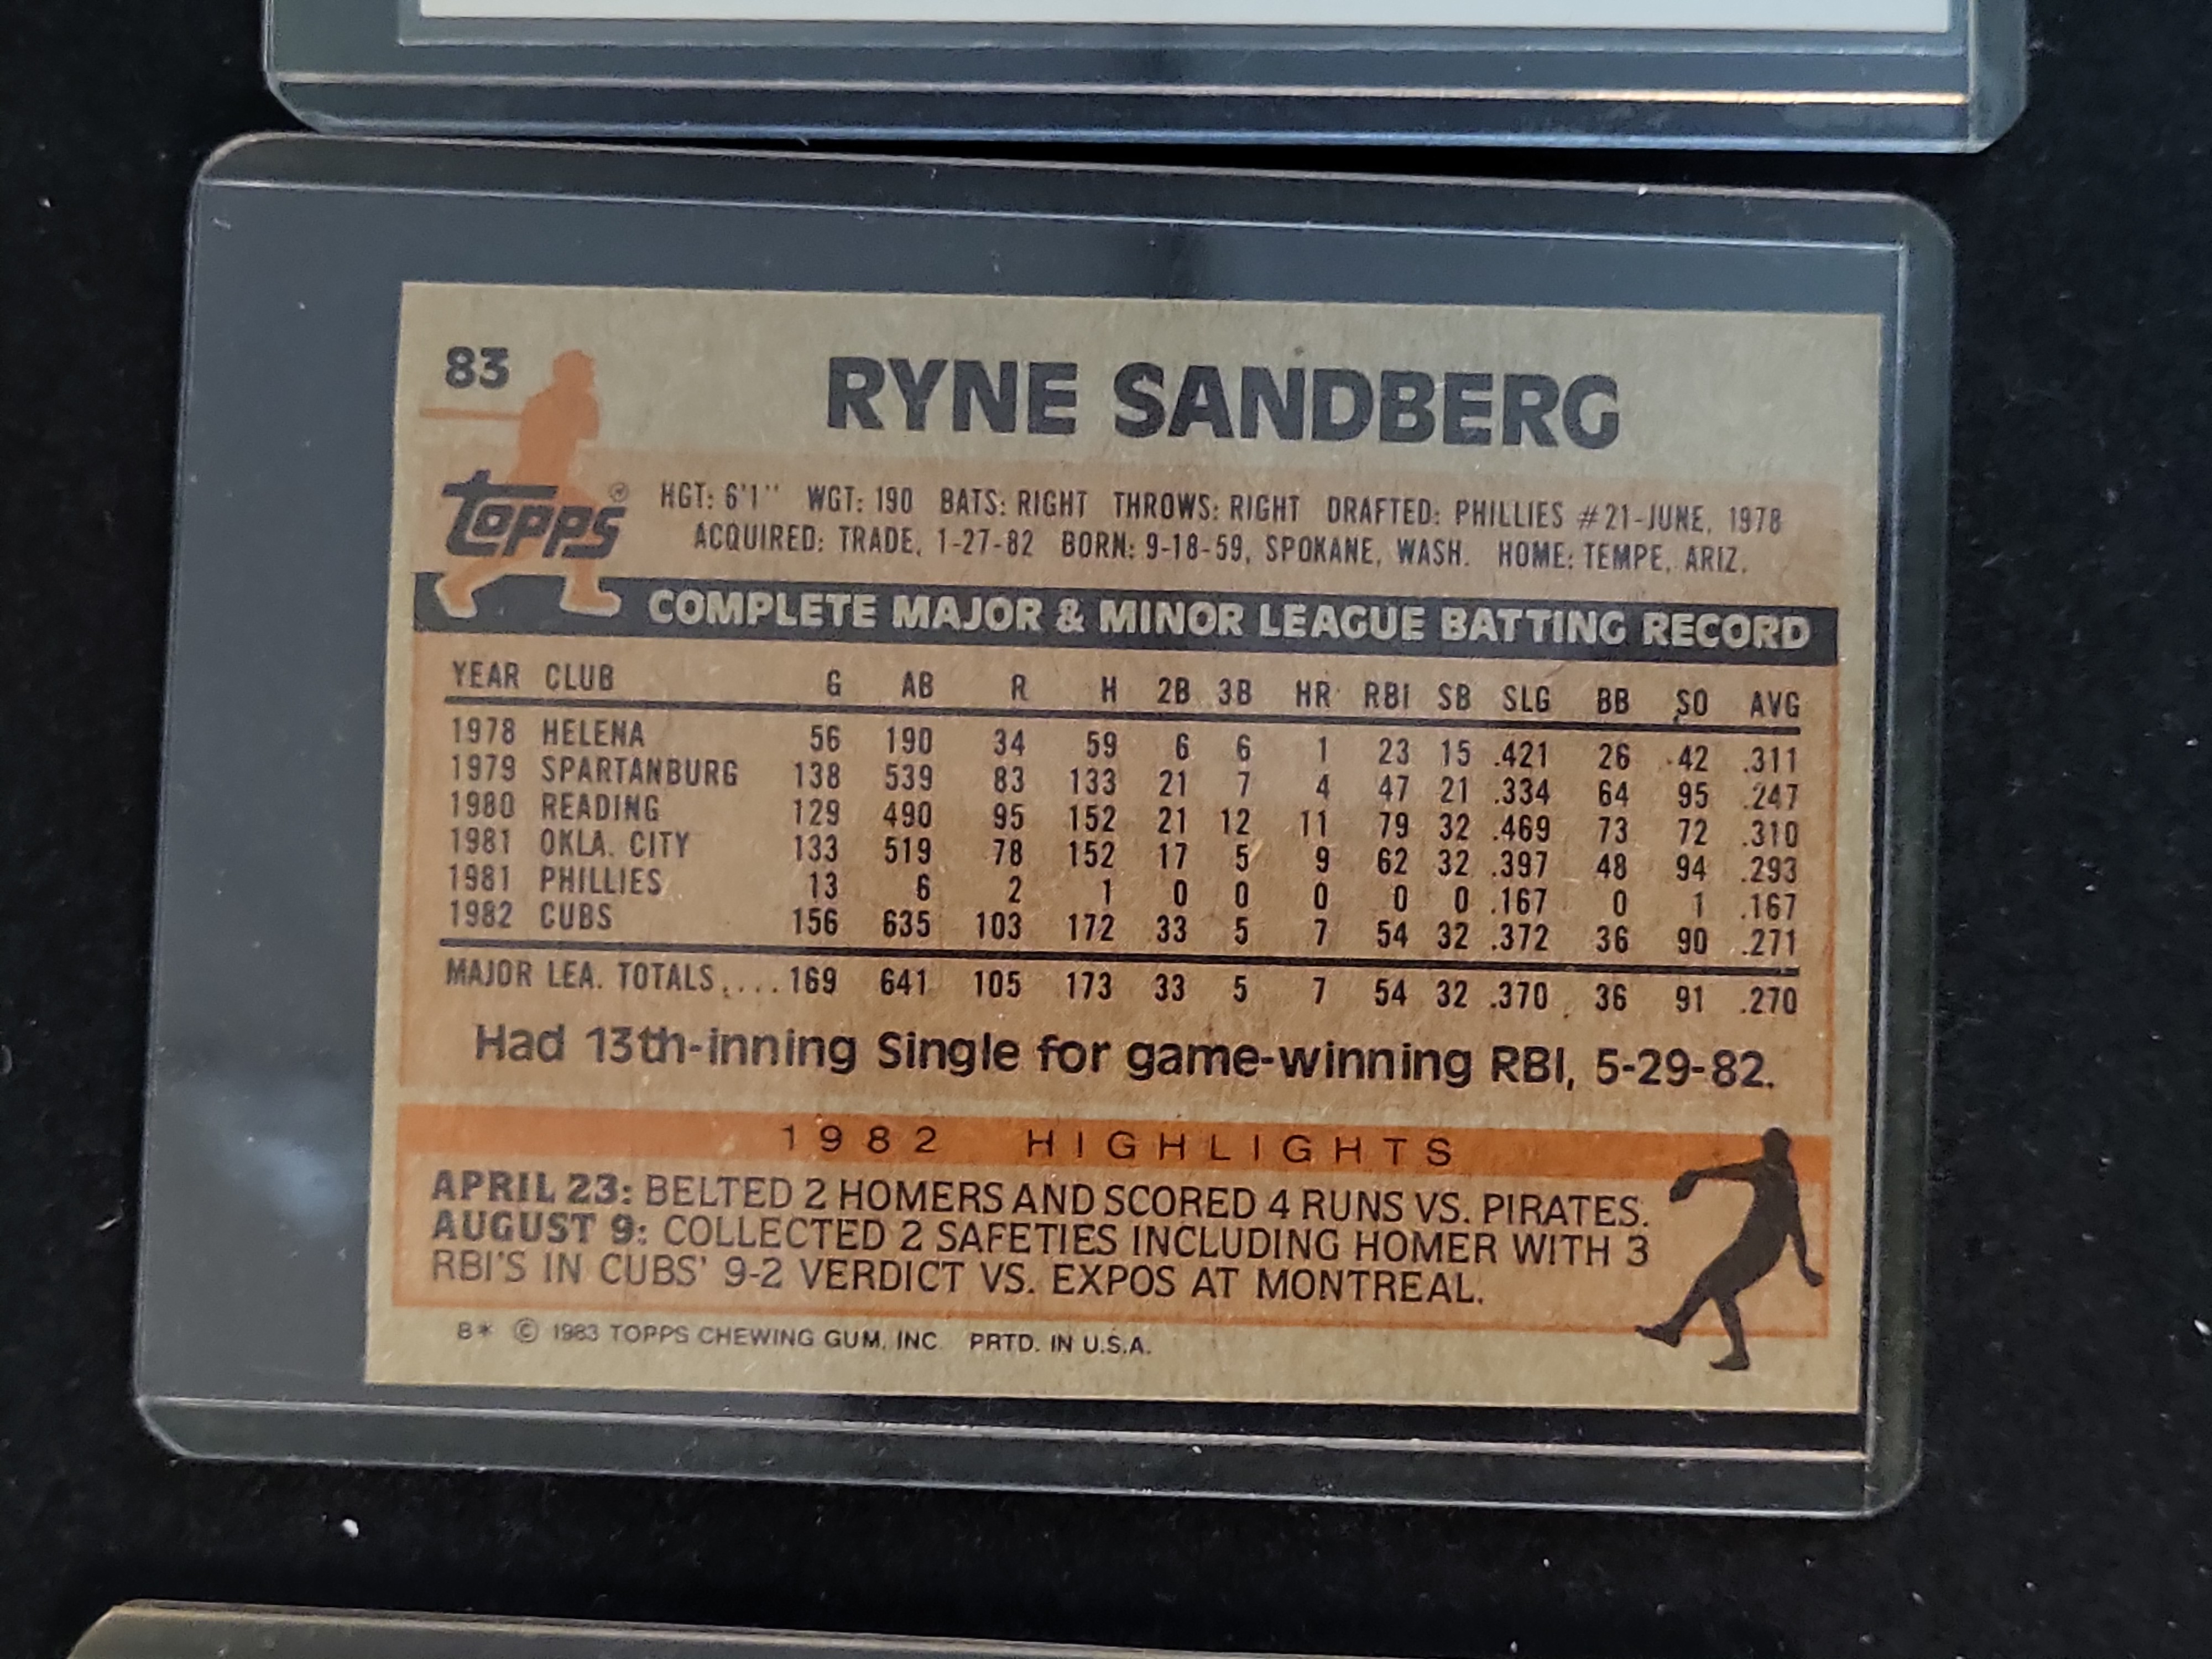 83
RYNE SANDBERG
TOPPS®
HGT: 6'1" WGT: 190 BATS: RIGHT THROWS: RIGHT DRAFTED: PHILLIES #21-JUNE, 1978
ACQUIRED: TRADE, 1-27-82 BORN: 9-18-59, SPOKANE, WASH. HOME: TEMPE, ARIZ.
COMPLETE MAJOR & MINOR LEAGUE BATTING RECORD
YEAR CLUB G AB R H 2B 3B HR RBI SB SLG BB SO AVG
1978 HELENA 56 190 34 59 6 6 1 23 15 .421 26 42 .311
1979 SPARTANBURG 138 539 83 133 21 7 4 47 21 .334 64 95 .247
1980 READING 129 490 95 152 21 12 11 79 32 .469 73 72 .310
1981 OKLA. CITY 133 519 78 152 17 5 9 62 32 .397 48 94 .293
1981 PHILLIES 13 6 2 1 0 0 0 0 0 .167 0 1 .167
1982 CUBS 156 635 103 172 33 5 7 54 32 .372 36 90 .271
MAJOR LEA. TOTALS.... 169 641 105 173 33 5 7 54 32 .370 36 91 .270
Had 13th-inning Single for game-winning RBI, 5-29-82.
1982 HIGHLIGHTS
APRIL 23: BELTED 2 HOMERS AND SCORED 4 RUNS VS. PIRATES.
AUGUST 9: COLLECTED 2 SAFETIES INCLUDING HOMER WITH 3
RBI'S IN CUBS' 9-2 VERDICT VS. EXPOS AT MONTREAL.
B* © 1983 TOPPS CHEWING GUM, INC. PRTD. IN U.S.A.